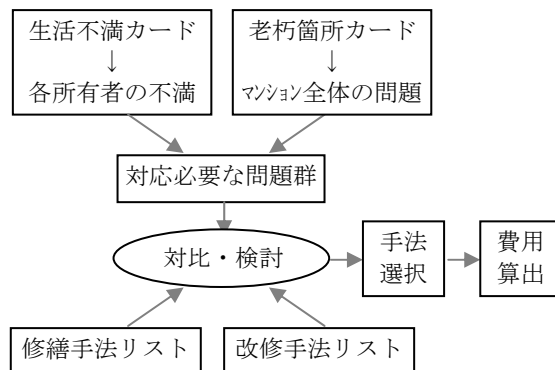 生活不満カード
↓
各所有者の不満
老朽箇所カード
↓
マンション全体の問題
対応必要な問題群
対比・検討
手法
選択
費用
算出
修繕手法リスト
改修手法リスト